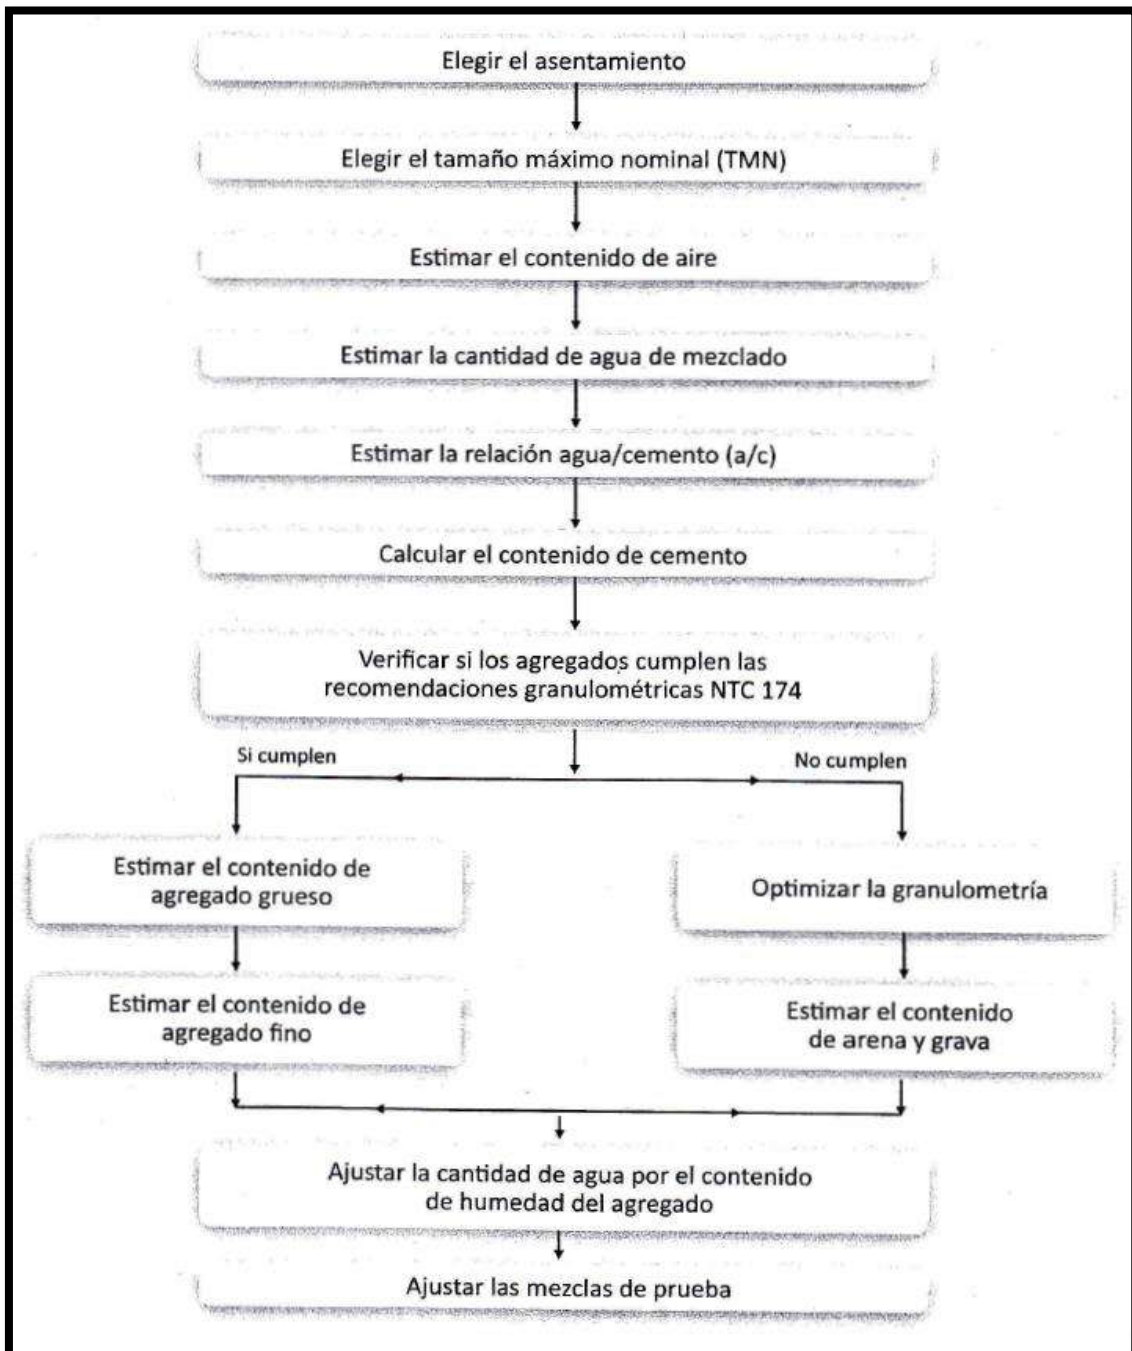 Elegir el asentamiento
Elegir el tamaño máximo nominal (TMN)
Estimar el contenido de aire
Estimar la cantidad de agua de mezclado
Estimar la relación agua/cemento (a/c)
Calcular el contenido de cemento
Verificar si los agregados cumplen las
recomendaciones granulométricas NTC 174
Si cumplen
No cumplen
Estimar el contenido de
agregado grueso
Optimizar la granulometría
Estimar el contenido de
agregado fino
Estimar el contenido
de arena y grava
Ajustar la cantidad de agua por el contenido
de humedad del agregado
Ajustar las mezclas de prueba